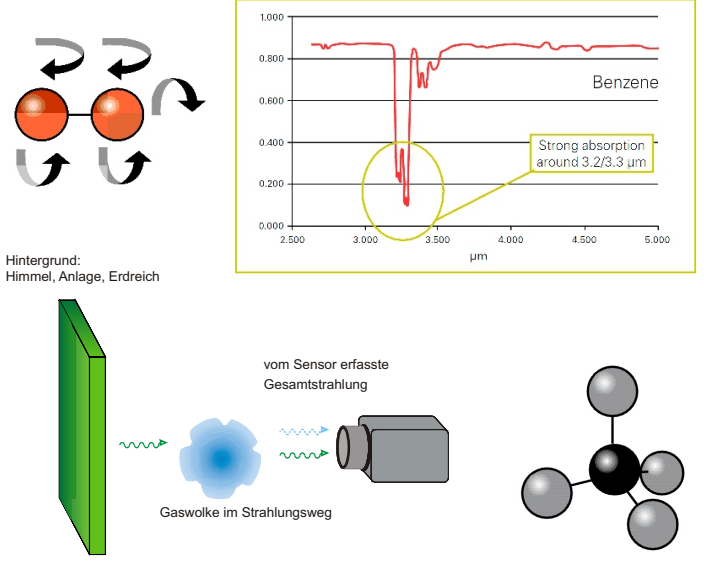 1.000
0.800
0.600
0.400
0.200
0.000
2.500
3.000
3.500
4.000
4.500
5.000
µm
Benzene
Strong absorption
around 3.2/3.3 µm
Hintergrund:
Himmel, Anlage, Erdreich
vom Sensor erfasste
Gesamtstrahlung
Gaswolke im Strahlungsweg